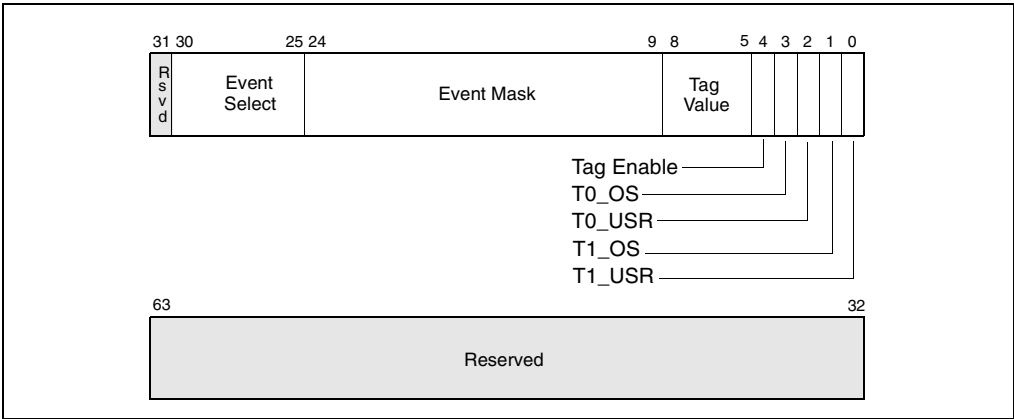 31 30 25 24 9 8 5 4 3 2 1 0
Rsvd
Event
Select
Event Mask
Tag
Value
Tag Enable
T0_OS
T0_USR
T1_OS
T1_USR
63 32
Reserved